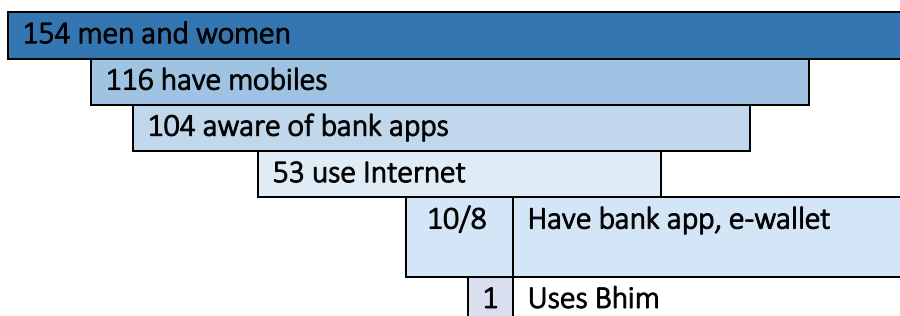 154 men and women
116 have mobiles
104 aware of bank apps
53 use Internet
10/8 Have bank app, e-wallet
1 Uses Bhim